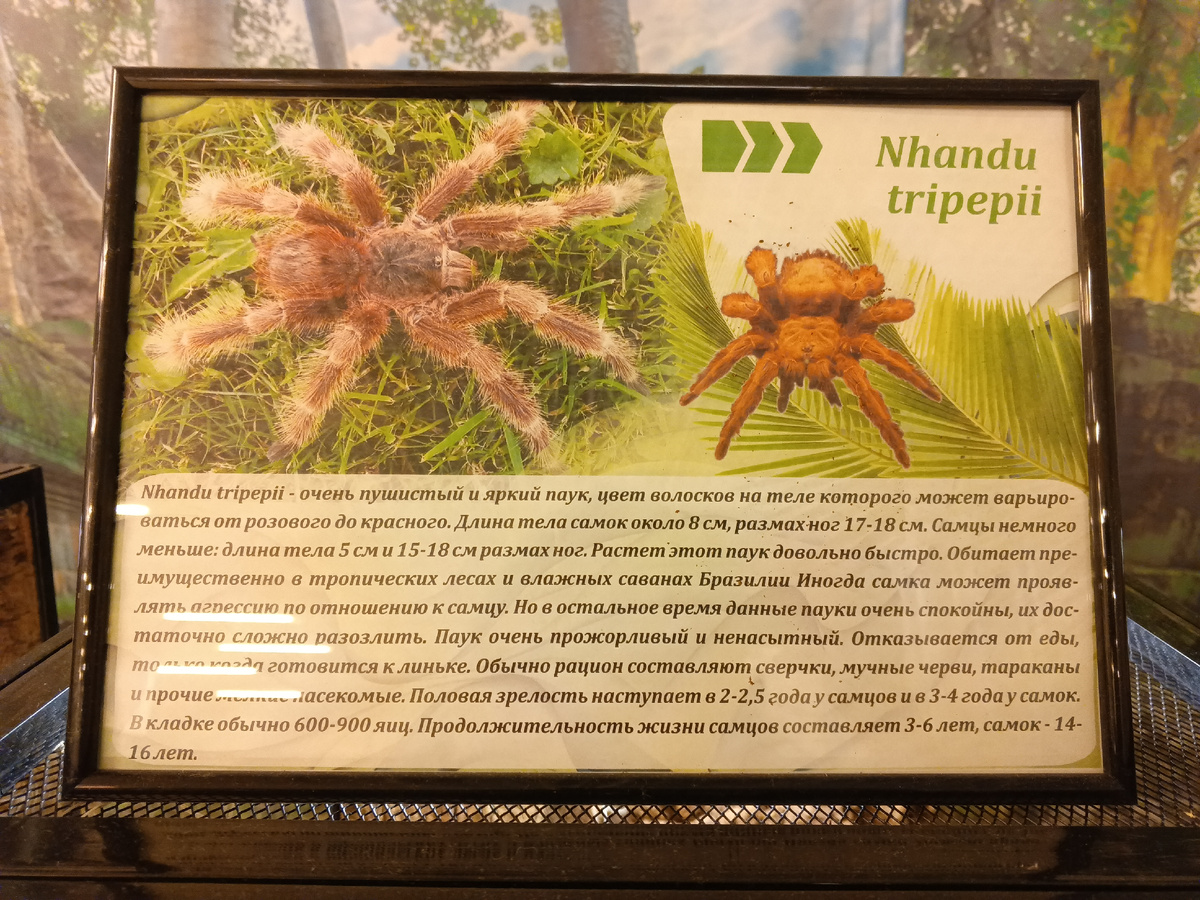 Nhandu
tripepii
Nhandu tripepii - очень пушистый и яркий паук, цвет волосков на теле которого может варьиро-
ваться от розового до красного. Длина тела самок около 8 см, размах ног 17-18 см. Самцы немного
меньше: длина тела 5 см и 15-18 см размах ног. Растет этот паук довольно быстро. Обитает пре-
имущественно в тропических лесах и влажных саванах Бразилии Иногда самка может прояв-
лять агрессию по отношению к самцу. Но в остальное время данные пауки очень спокойны, их дос-
таточно сложно разозлить. Паук очень прожорливый и ненасытный. Отказывается от еды,
только когда готовится к линьке. Обычно рацион составляют сверчки, мучные черви, тараканы
и прочие мелкие насекомые. Половая зрелость наступает в 2-2,5 года у самцов и в 3-4 года у самок.
В кладке обычно 600-900 яиц. Продолжительность жизни самцов составляет 3-6 лет, самок - 14-
16 лет.